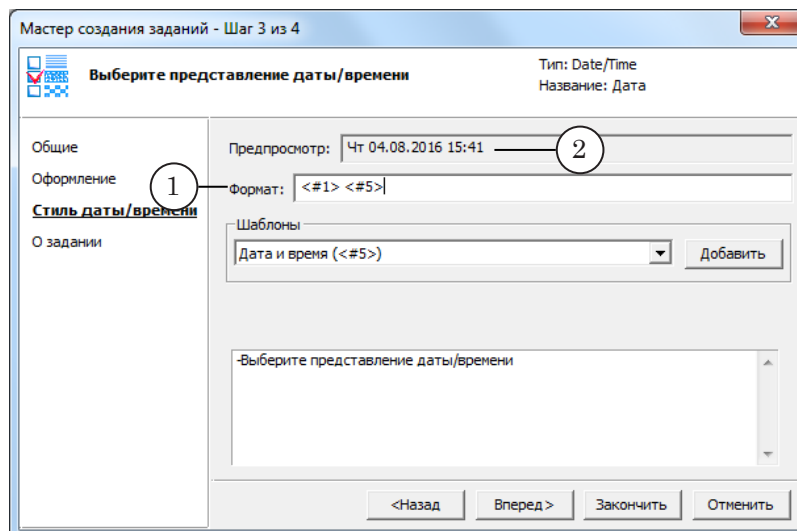 Мастер создания заданий - Шаг 3 из 4
Выберите представление даты/времени
Тип: Date/Time
Название: Дата
Общие
Оформление
Стиль даты/времени
О задании
Предпросмотр: Чт 04.08.2016 15:41
2
1
Формат: <#1> <#5>
Шаблоны
Дата и время (<#5>)
Добавить
-Выберите представление даты/времени
<Назад
Вперед>
Закончить
Отменить